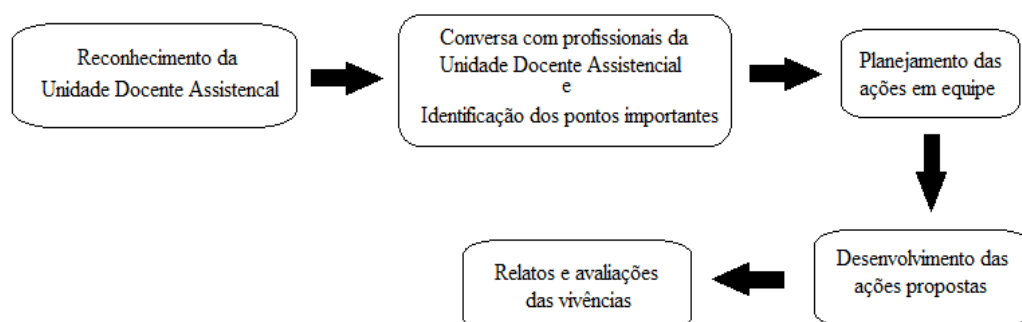 Reconhecimento da
Unidade Docente Assistencal
Conversa com profissionais da
Unidade Docente Assistencial
e
Identificação dos pontos importantes
Planejamento das
ações em equipe
Desenvolvimento das
ações propostas
Relatos e avaliações
das vivências